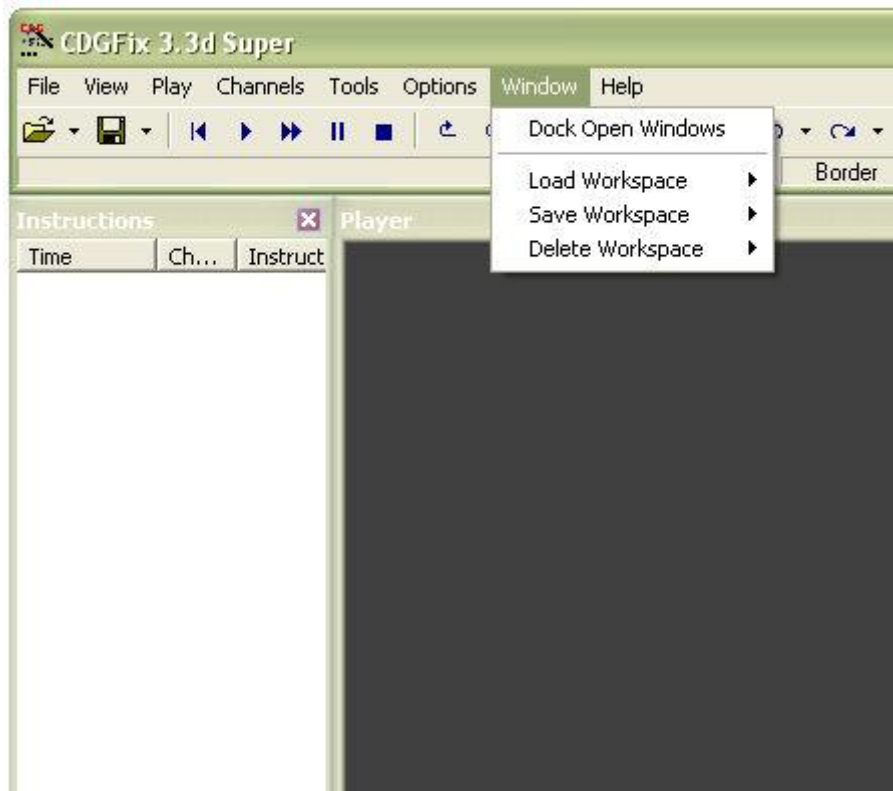 CDGFix 3.3d Super
File View Play Channels Tools Options Window Help
Dock Open Windows
Border
Load Workspace
Save Workspace
Delete Workspace
Instructions Player
Time Ch... Instruct